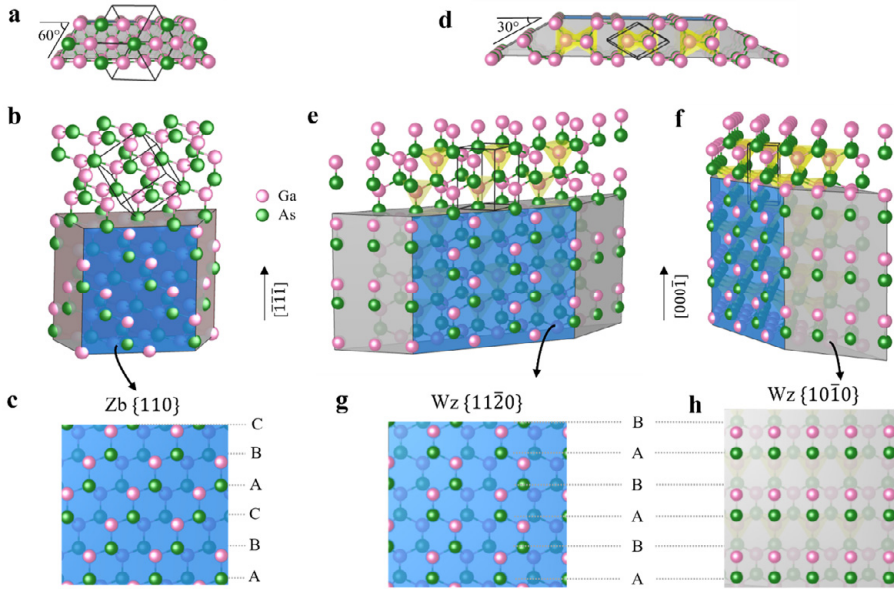 a
60°
d
30°
b
e
f
Ga
As
[1̅1̅1̅]
[0001̅]
c
Zb {110}
g
Wz {112̅0}
h
Wz {101̅0}
C
B
A
C
B
A
B
A
B
A
B
A